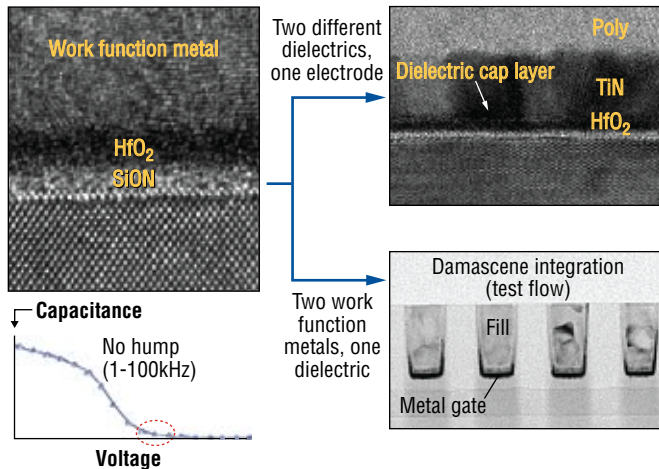 Work function metal
HfO₂
SiON
Two different
dielectrics,
one electrode
Poly
Dielectric cap layer
TiN
HfO₂
Two work
function
metals, one
dielectric
Damascene integration
(test flow)
Fill
Metal gate
Capacitance
No hump
(1-100kHz)
Voltage